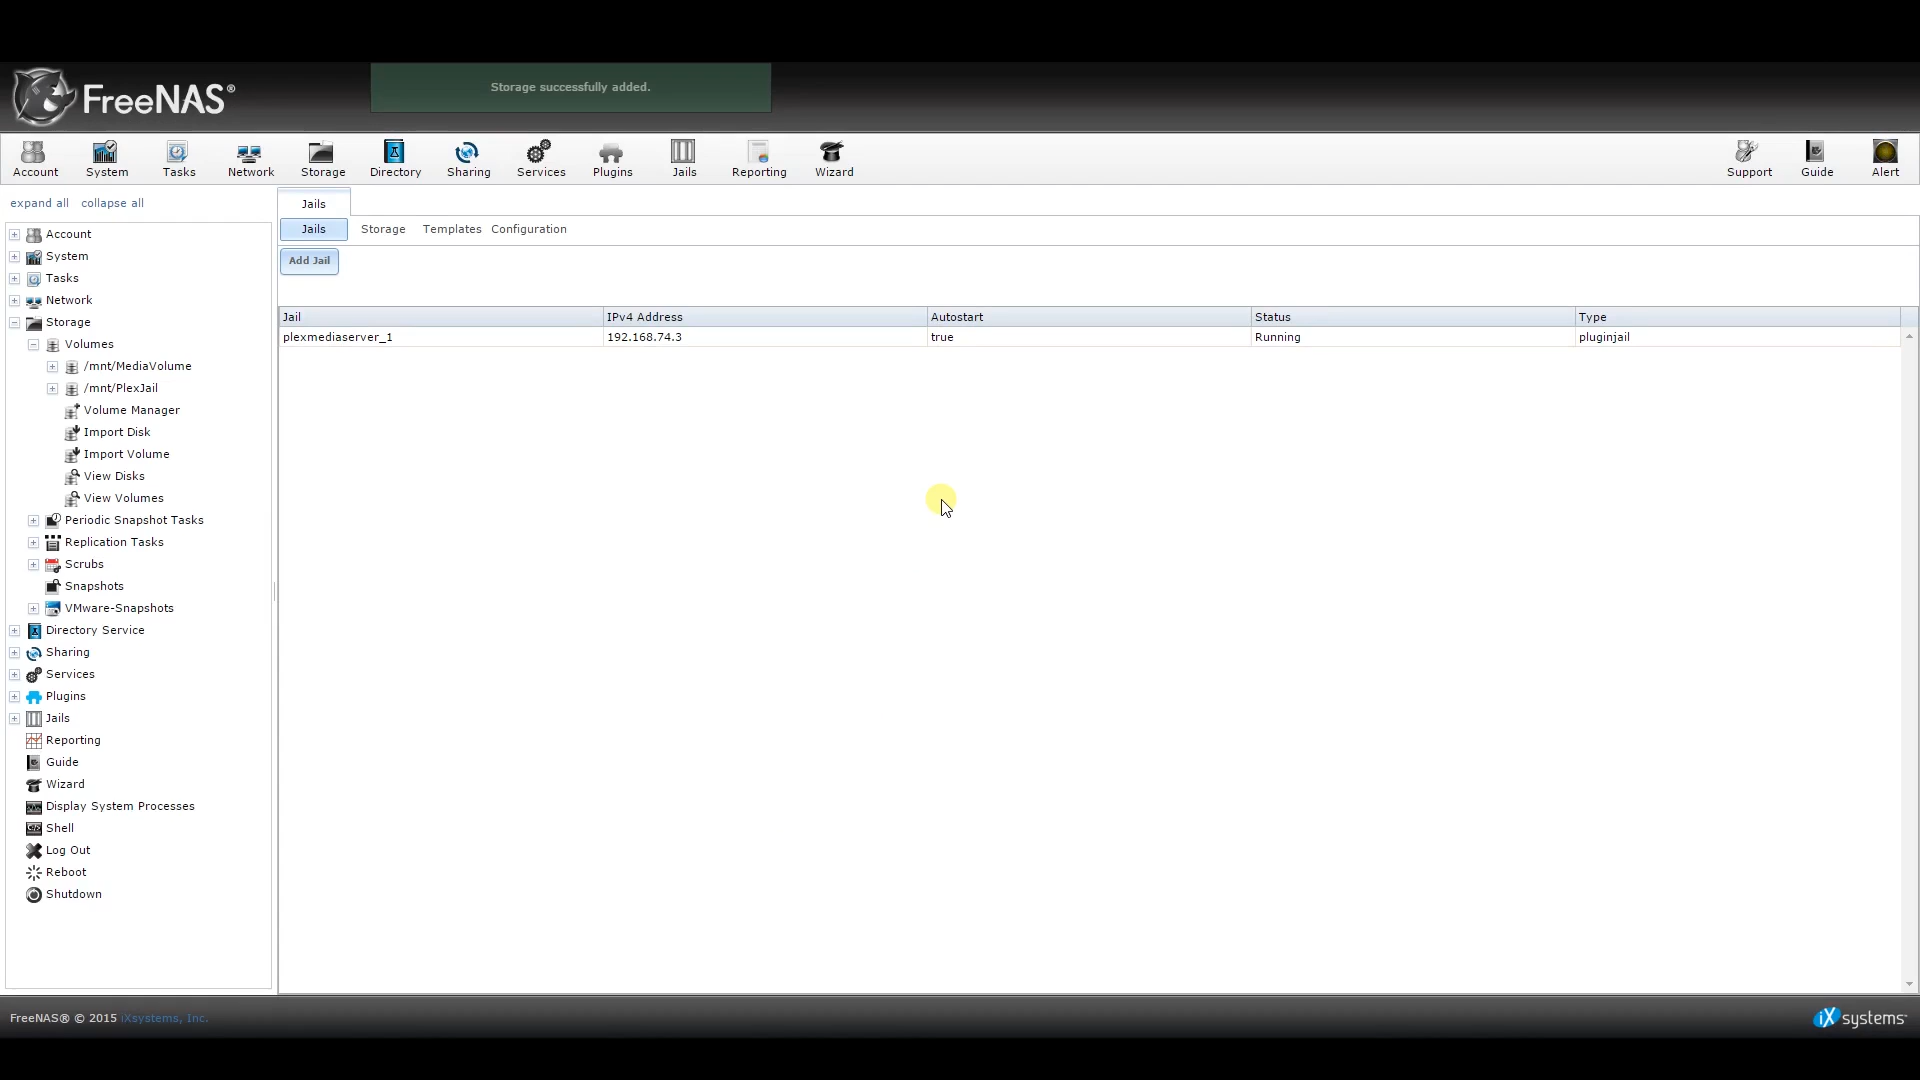 FreeNAS®
Storage successfully added.
Account System Tasks Network Storage Directory Sharing Services Plugins Jails Reporting Wizard Support Guide Alert
expand all collapse all
Account
System
Tasks
Network
Storage
Volumes
/mnt/MediaVolume
/mnt/PlexJail
Volume Manager
Import Disk
Import Volume
View Disks
View Volumes
Periodic Snapshot Tasks
Replication Tasks
Scrubs
Snapshots
VMware-Snapshots
Directory Service
Sharing
Services
Plugins
Jails
Reporting
Guide
Wizard
Display System Processes
Shell
Log Out
Reboot
Shutdown
Jails
Jails Storage Templates Configuration
Add Jail
Jail IPv4 Address Autostart Status Type
plexmediaserver_1 192.168.74.3 true Running pluginjail
FreeNAS® © 2015 iXsystems, Inc.
iXsystems